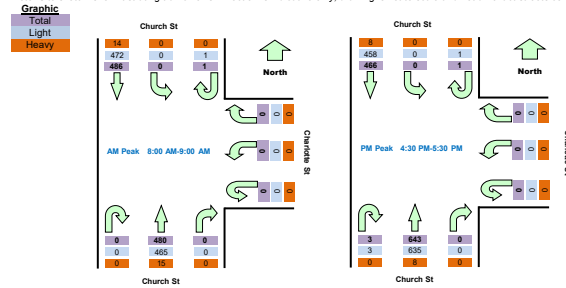 Graphic
Total
Light
Heavy
Church St
14 0 0
472 0 1
486 0 1
North
0 0 0
0 0 0
0 0 0
Charlotte St
AM Peak 8:00 AM-9:00 AM
0 480 0
0 465 0
0 15 0
Church St
Church St
8 0 0
458 0 1
466 0 1
North
0 0 0
0 0 0
0 0 0
PM Peak 4:30 PM-5:30 PM
3 643 0
3 635 0
0 8 0
Church St